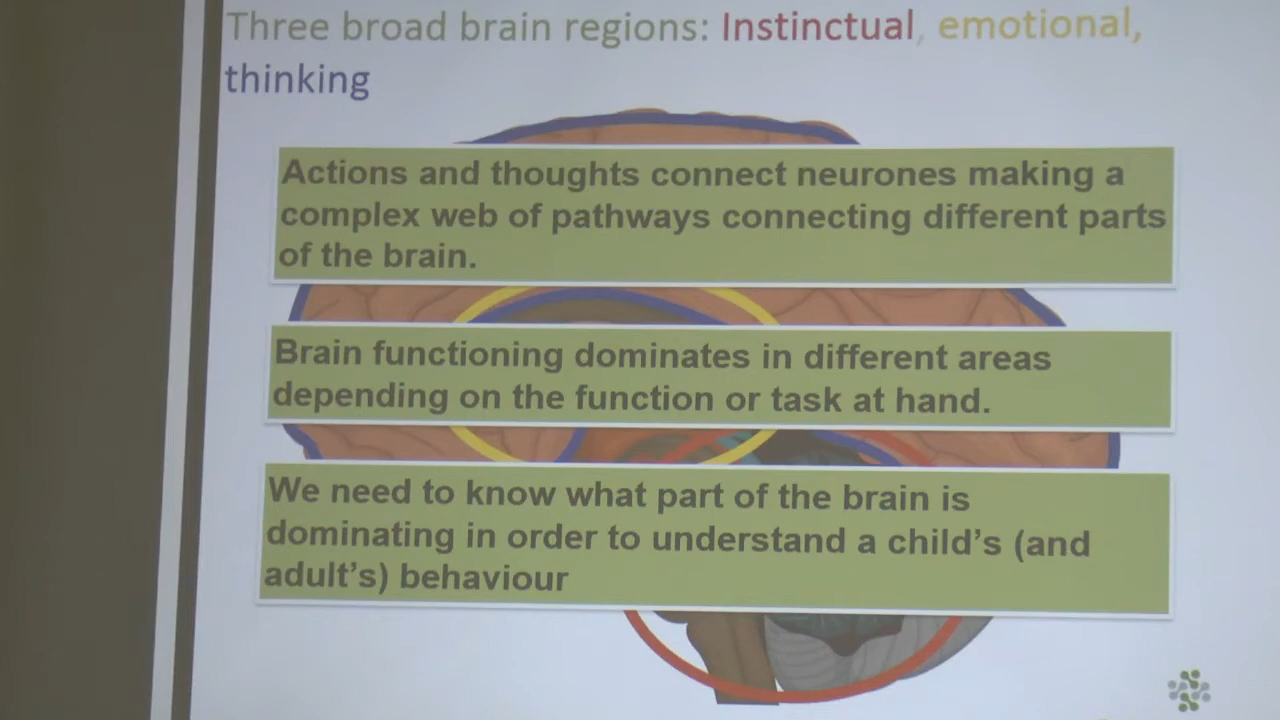 Three broad brain regions: Instinctual, emotional,
thinking
Actions and thoughts connect neurones making a
complex web of pathways connecting different parts
of the brain.
Brain functioning dominates in different areas
depending on the function or task at hand.
We need to know what part of the brain is
dominating in order to understand a child's (and
adult's) behaviour